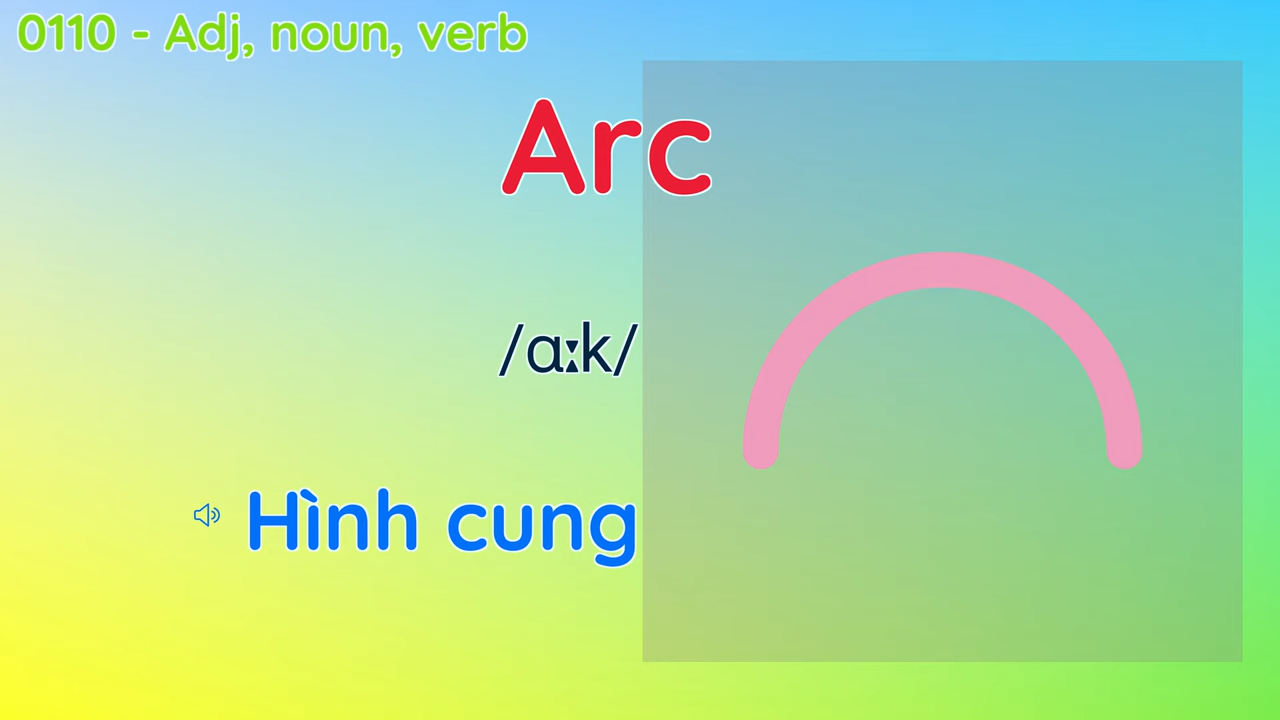 0110 - Adj, noun, verb
Arc
/ɑːk/
Hình cung